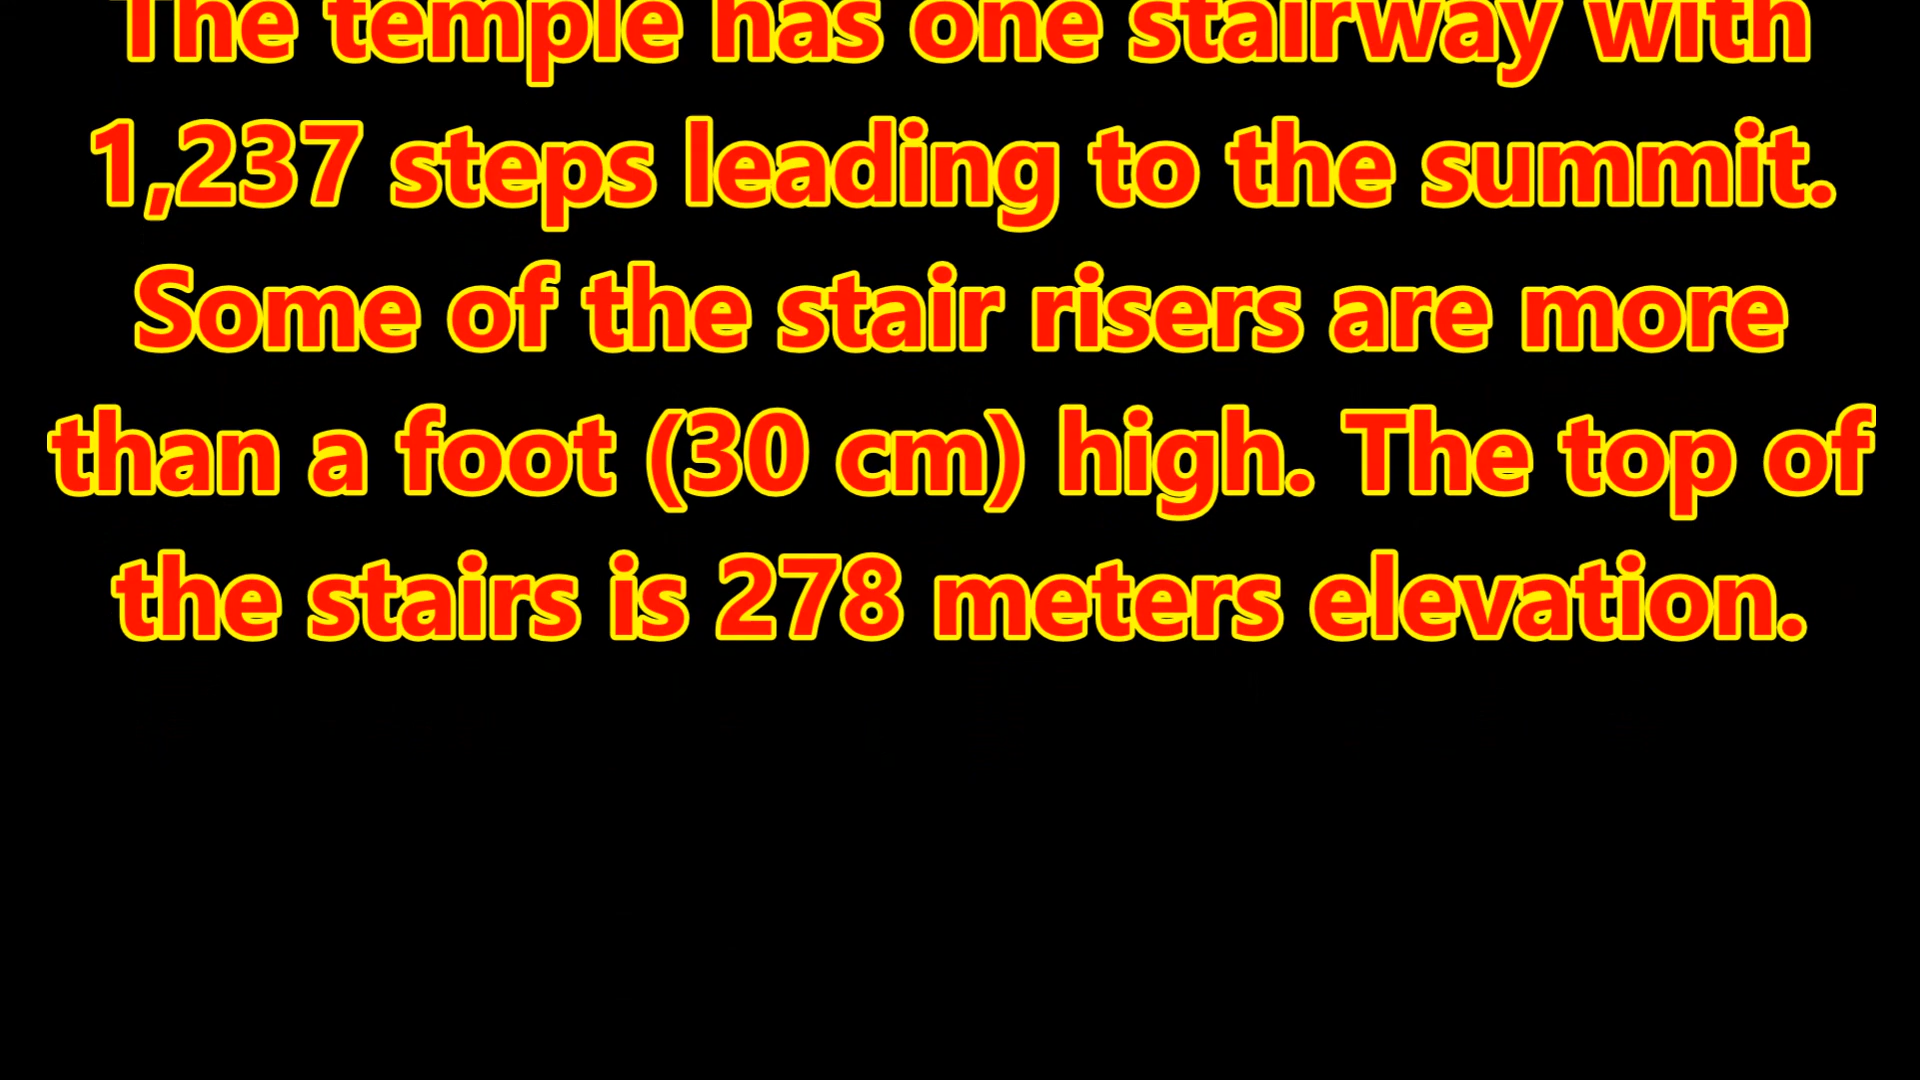 The temple has one stairway with
1,237 steps leading to the summit.
Some of the stair risers are more
than a foot (30 cm) high. The top of
the stairs is 278 meters elevation.